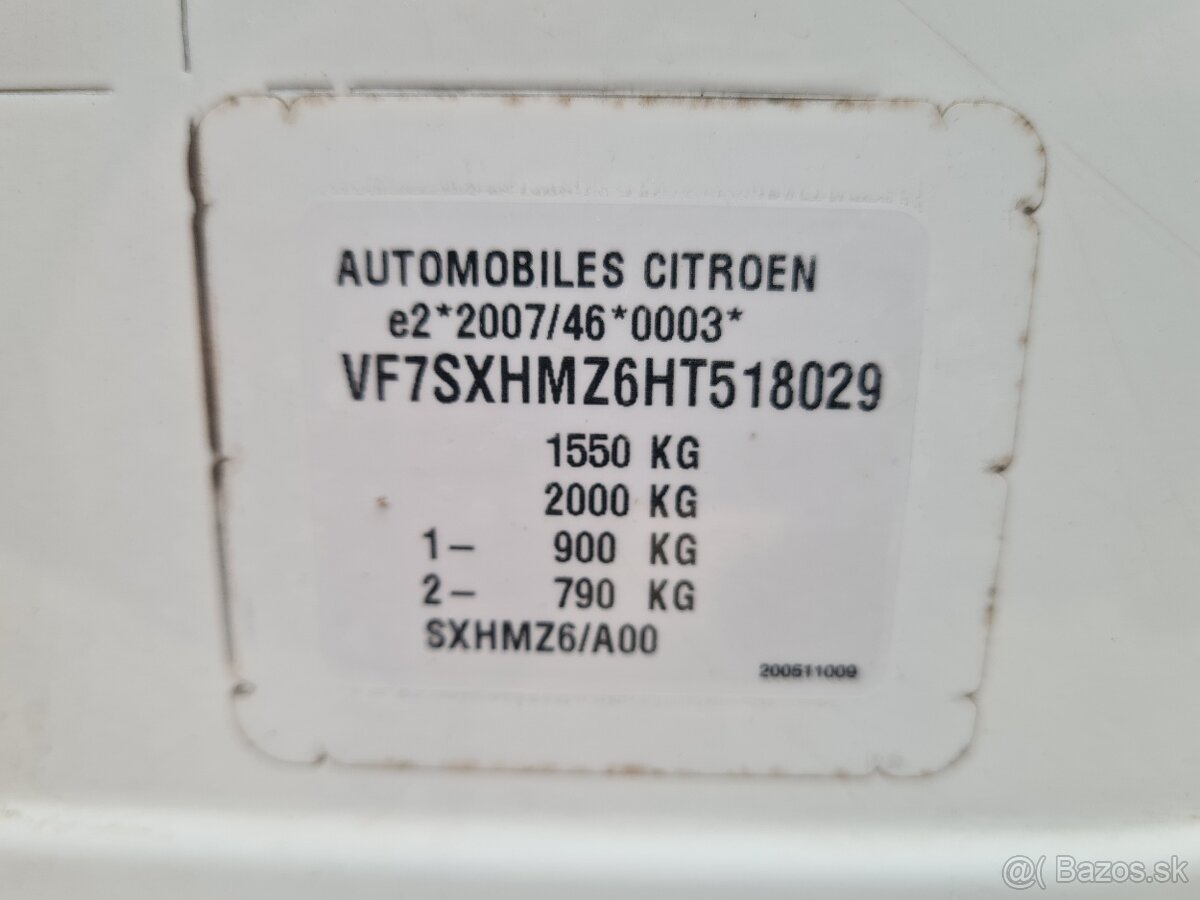 AUTOMOBILES CITROEN
e2*2007/46*0003*
VF7SXHMZ6HT518029
1550 KG
2000 KG
1- 900 KG
2- 790 KG
SXHMZ6/A00
200511009
@( Bazos.sk